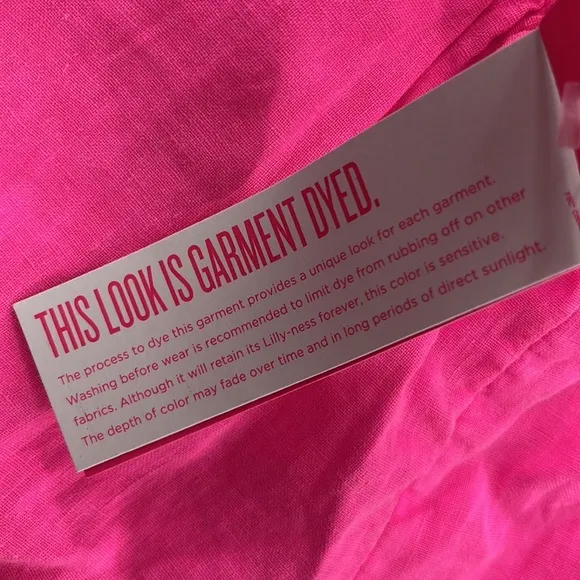 THIS LOOK IS GARMENT DYED.
The process to dye this garment provides a unique look for each garment.
Washing before wear is recommended to limit dye from rubbing off on other
fabrics. Although it will retain its Lilly-ness forever, this color is sensitive.
The depth of color may fade over time and in long periods of direct sunlight.